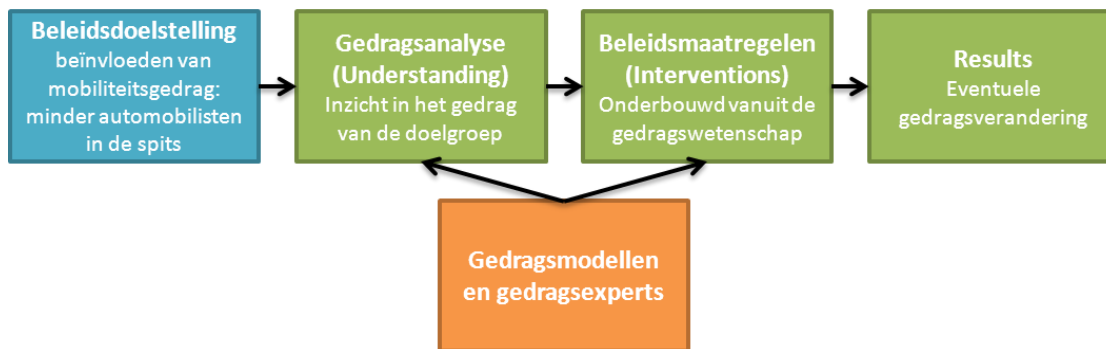 Beleidsdoelstelling
beïnvloeden van
mobiliteitsgedrag:
minder automobilisten
in de spits
Gedragsanalyse
(Understanding)
Inzicht in het gedrag
van de doelgroep
Beleidsmaatregelen
(Interventions)
Onderbouwd vanuit de
gedragswetenschap
Results
Eventuele
gedragsverandering
Gedragsmodellen
en gedragsexperts